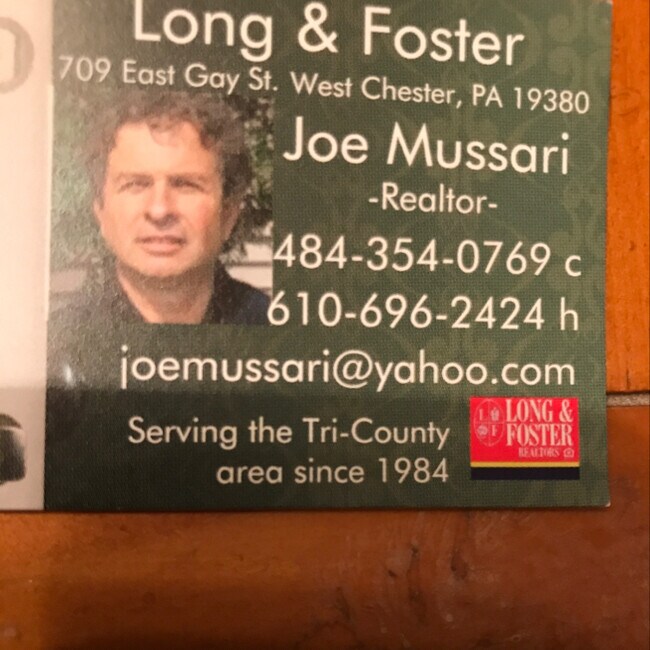 Long & Foster
709 East Gay St. West Chester, PA 19380
Joe Mussari
-Realtor-
484-354-0769 c
610-696-2424 h
joemussari@yahoo.com
Serving the Tri-County
area since 1984
LONG &
FOSTER
REALTORS